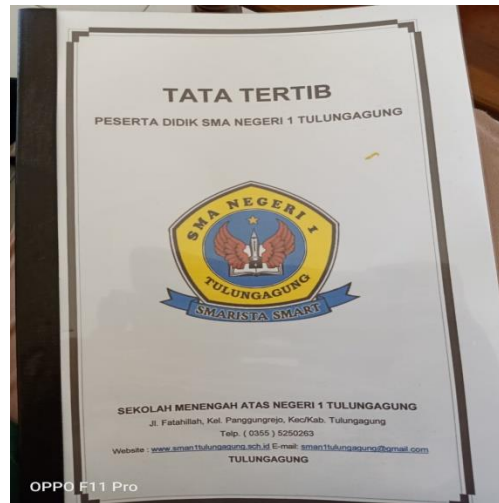 TATA TERTIB
PESERTA DIDIK SMA NEGERI 1 TULUNGAGUNG
SMA NEGERI 1
TULUNGAGUNG
SMARISTA SMART
SEKOLAH MENENGAH ATAS NEGERI 1 TULUNGAGUNG
Jl. Fatahillah, Kel. Panggungrejo, Kec/Kab. Tulungagung
Telp. ( 0355 ) 5250263
Website : www.sman1tulungagung.sch.id E-mail: sman1tulungagung@gmail.com
TULUNGAGUNG
OPPO F11 Pro